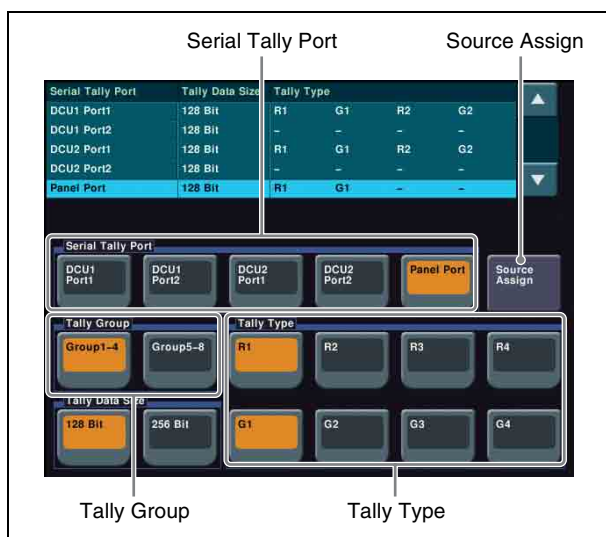 Serial Tally Port Source Assign
Serial Tally Port Tally Data Size Tally Type
DCU1 Port1 128 Bit R1 G1 R2 G2
DCU1 Port2 128 Bit – – – –
DCU2 Port1 128 Bit R1 G1 R2 G2
DCU2 Port2 128 Bit – – – –
Panel Port 128 Bit R1 G1 – –
Serial Tally Port
DCU1 Port1 DCU1 Port2 DCU2 Port1 DCU2 Port2 Panel Port Source Assign
Tally Group Tally Type
Group1–4 Group5–8 R1 R2 R3 R4
Tally Data Size
128 Bit 256 Bit G1 G2 G3 G4
Tally Group Tally Type